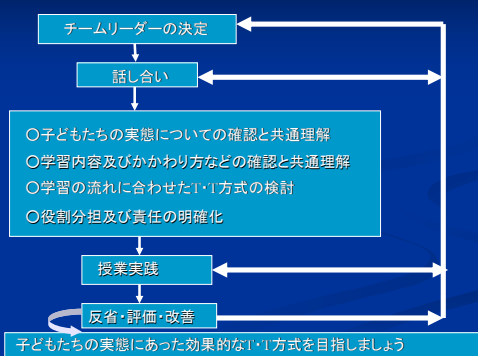 チームリーダーの決定
話し合い
○子どもたちの実態についての確認と共通理解
○学習内容及びかかわり方などの確認と共通理解
○学習の流れに合わせたT・T方式の検討
○役割分担及び責任の明確化
授業実践
反省・評価・改善
子どもたちの実態にあった効果的なT・T方式を目指しましょう